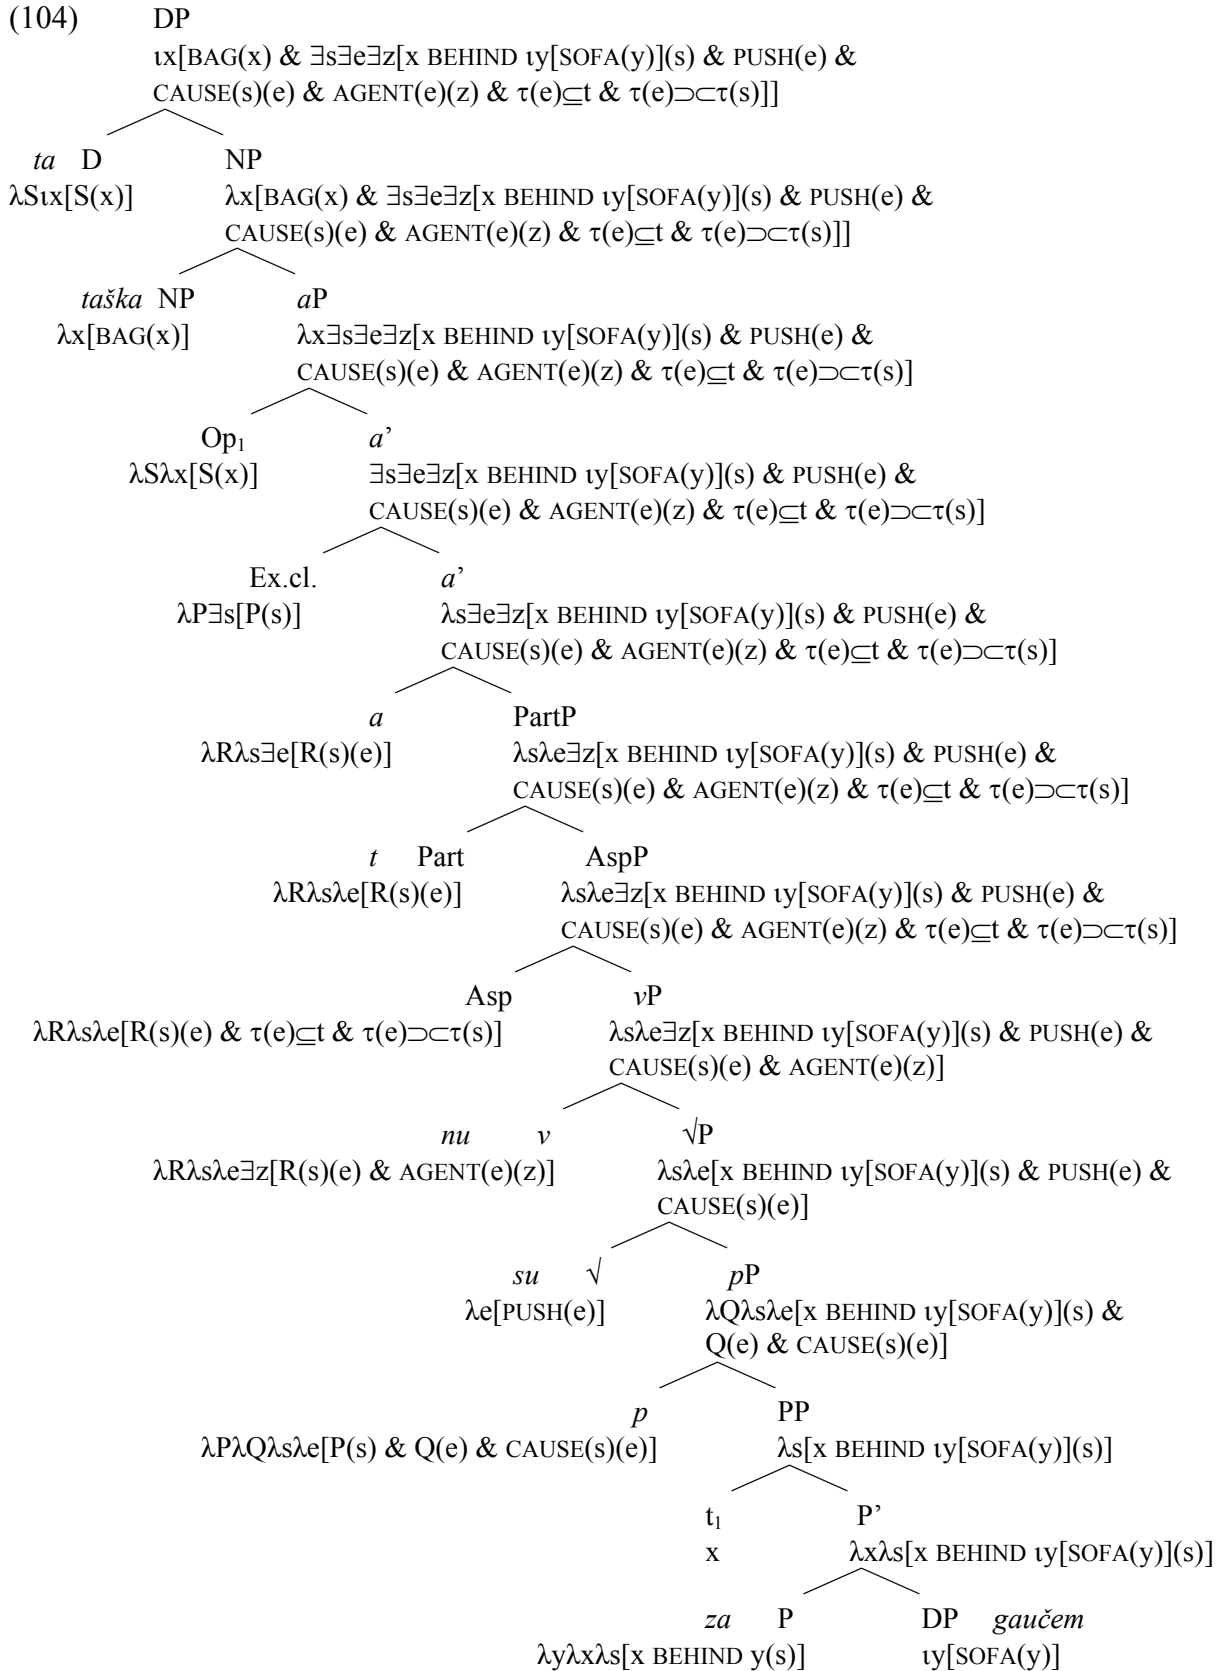 (104) DP
ιx[BAG(x) & ∃s∃e∃z[x BEHIND ιy[SOFA(y)](s) & PUSH(e) &
CAUSE(s)(e) & AGENT(e)(z) & τ(e)⊆t & τ(e)⊃⊂τ(s)]]
ta D NP
λSιx[S(x)] λx[BAG(x) & ∃s∃e∃z[x BEHIND ιy[SOFA(y)](s) & PUSH(e) &
CAUSE(s)(e) & AGENT(e)(z) & τ(e)⊆t & τ(e)⊃⊂τ(s)]]
taška NP aP
λx[BAG(x)] λx∃s∃e∃z[x BEHIND ιy[SOFA(y)](s) & PUSH(e) &
CAUSE(s)(e) & AGENT(e)(z) & τ(e)⊆t & τ(e)⊃⊂τ(s)]
Op₁ a’
λSλx[S(x)] ∃s∃e∃z[x BEHIND ιy[SOFA(y)](s) & PUSH(e) &
CAUSE(s)(e) & AGENT(e)(z) & τ(e)⊆t & τ(e)⊃⊂τ(s)]
Ex.cl. a’
λP∃s[P(s)] λs∃e∃z[x BEHIND ιy[SOFA(y)](s) & PUSH(e) &
CAUSE(s)(e) & AGENT(e)(z) & τ(e)⊆t & τ(e)⊃⊂τ(s)]
a PartP
λRλs∃e[R(s)(e)] λsλe∃z[x BEHIND ιy[SOFA(y)](s) & PUSH(e) &
CAUSE(s)(e) & AGENT(e)(z) & τ(e)⊆t & τ(e)⊃⊂τ(s)]
t Part AspP
λRλsλe[R(s)(e)] λsλe∃z[x BEHIND ιy[SOFA(y)](s) & PUSH(e) &
CAUSE(s)(e) & AGENT(e)(z) & τ(e)⊆t & τ(e)⊃⊂τ(s)]
Asp vP
λRλsλe[R(s)(e) & τ(e)⊆t & τ(e)⊃⊂τ(s)] λsλe∃z[x BEHIND ιy[SOFA(y)](s) & PUSH(e) &
CAUSE(s)(e) & AGENT(e)(z)]
nu v √P
λRλsλe∃z[R(s)(e) & AGENT(e)(z)] λsλe[x BEHIND ιy[SOFA(y)](s) & PUSH(e) &
CAUSE(s)(e)]
su √ pP
λe[PUSH(e)] λQλsλe[x BEHIND ιy[SOFA(y)](s) &
Q(e) & CAUSE(s)(e)]
p PP
λPλQλsλe[P(s) & Q(e) & CAUSE(s)(e)] λs[x BEHIND ιy[SOFA(y)](s)]
t₁ P’
x λxλs[x BEHIND ιy[SOFA(y)](s)]
za P DP gaučem
λyλxλs[x BEHIND y(s)] ιy[SOFA(y)]